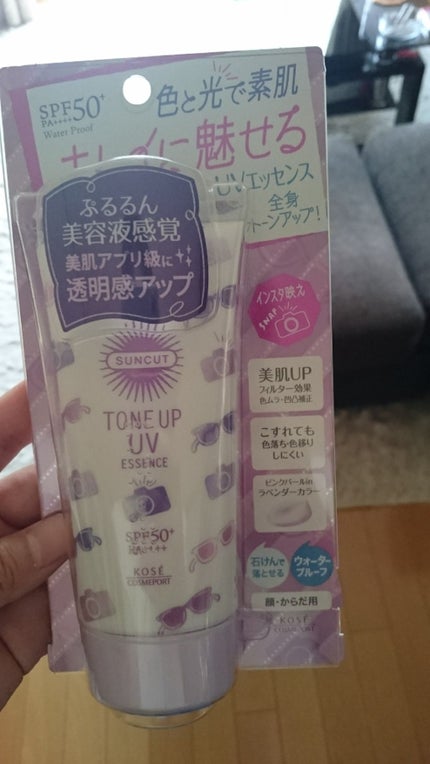 SPF50+
PA++++
Water Proof
色と光で素肌
キレイに魅せる
UVエッセンス
全身
トーンアップ!
ぷるるん
美容液感覚
美肌アプリ級に
透明感アップ
インスタ映え
SNAP
SUNCUT
TONE UP
UV
ESSENCE
SPF50+
PA++++
KOSÉ
COSMEPORT
美肌UP
フィルター効果
色ムラ・凹凸補正
こすれても
色落ち・色移り
しにくい
ピンクパールin
ラベンダーカラー
石けんで
落とせる
ウォーター
プルーフ
顔・からだ用
KOSÉ
COSMEPORT